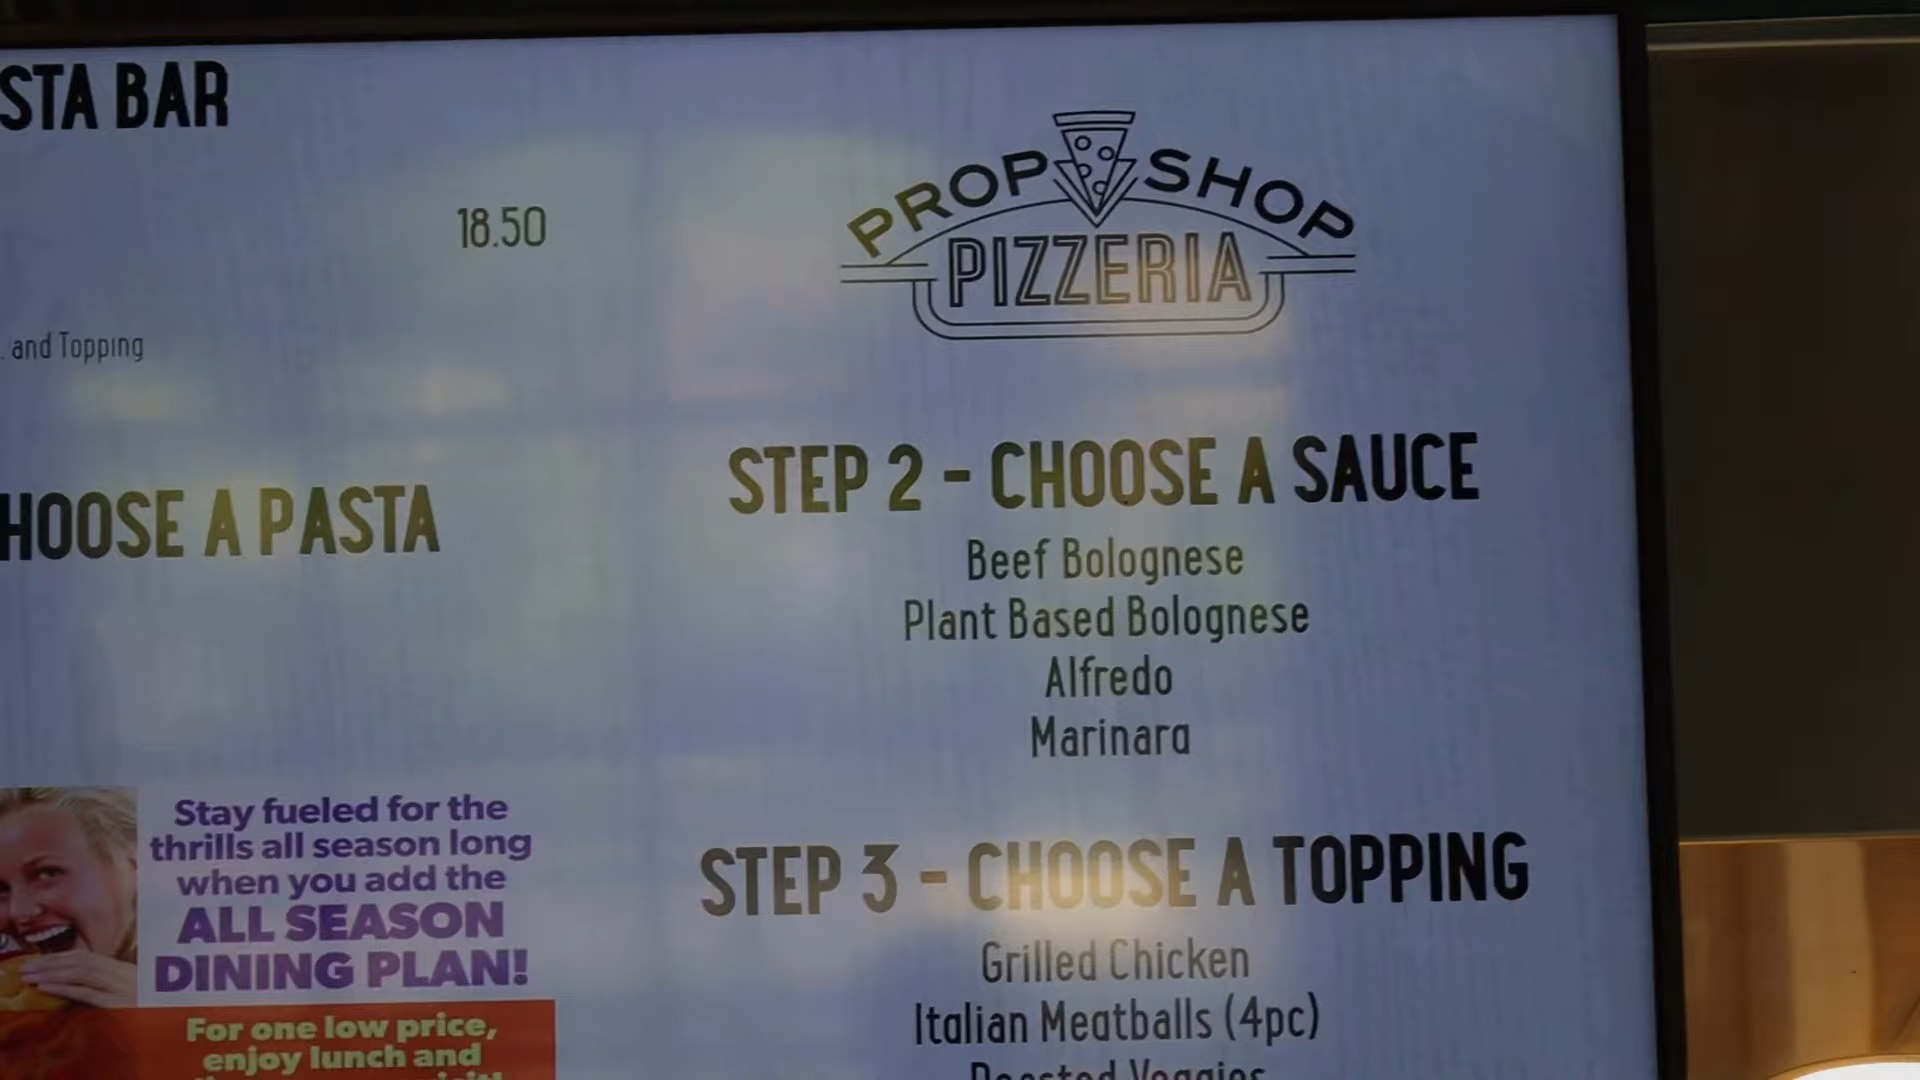 STA BAR
18.50
. and Topping
HOOSE A PASTA
PROP SHOP
PIZZERIA
STEP 2 - CHOOSE A SAUCE
Beef Bolognese
Plant Based Bolognese
Alfredo
Marinara
STEP 3 - CHOOSE A TOPPING
Grilled Chicken
Italian Meatballs (4pc)
Roasted Veggies
Stay fueled for the
thrills all season long
when you add the
ALL SEASON
DINING PLAN!
For one low price,
enjoy lunch and